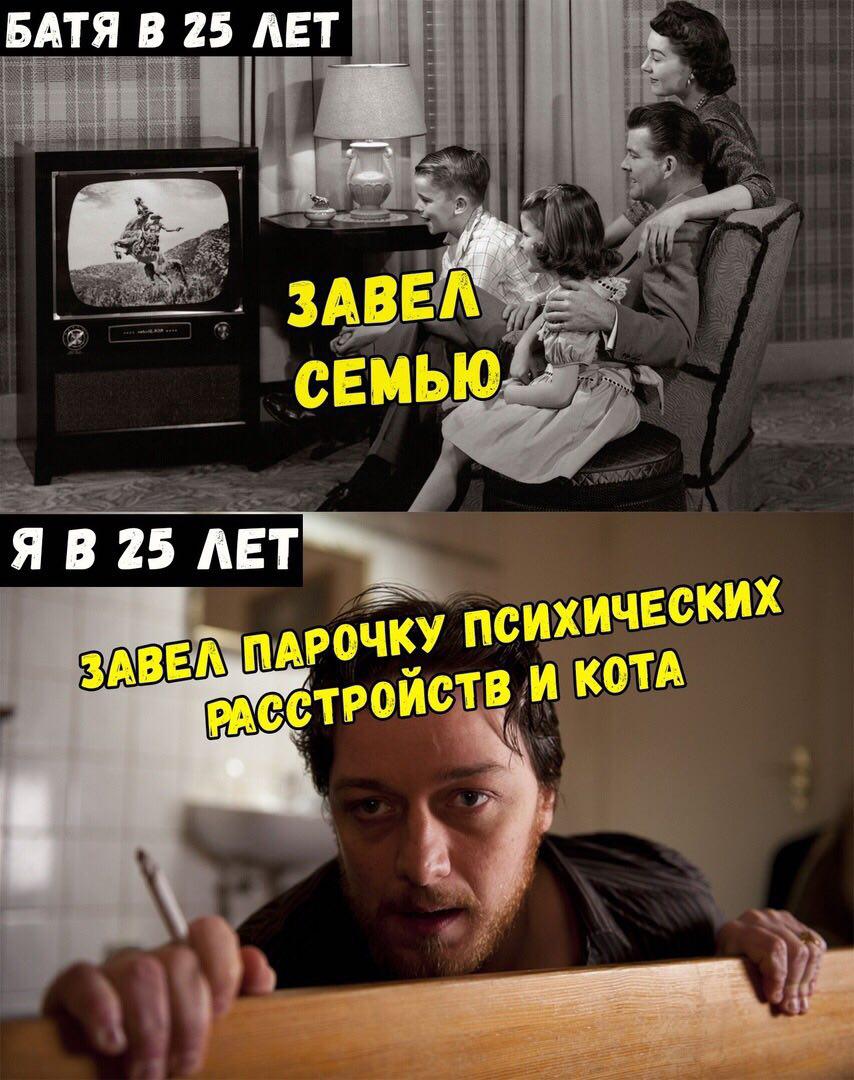 БАТЯ В 25 ЛЕТ
ЗАВЕЛ
СЕМЬЮ
Я В 25 ЛЕТ
ЗАВЕЛ ПАРОЧКУ ПСИХИЧЕСКИХ
РАССТРОЙСТВ И КОТА